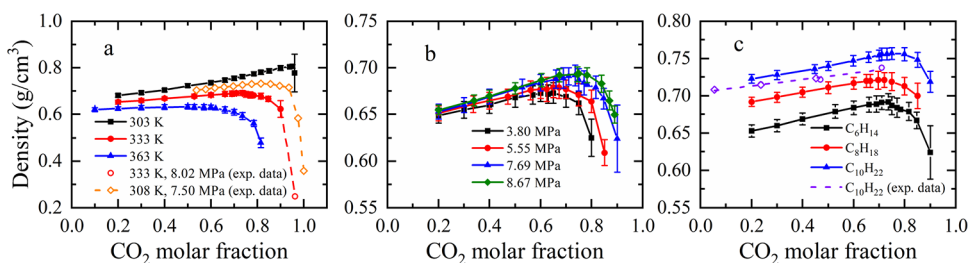 a
Density (g/cm³)
1.0
0.8
0.6
0.4
0.2
303 K
333 K
363 K
333 K, 8.02 MPa (exp. data)
308 K, 7.50 MPa (exp. data)
0.0 0.2 0.4 0.6 0.8 1.0
CO₂ molar fraction
b
0.75
0.70
0.65
0.60
0.55
3.80 MPa
5.55 MPa
7.69 MPa
8.67 MPa
0.0 0.2 0.4 0.6 0.8 1.0
CO₂ molar fraction
c
0.80
0.75
0.70
0.65
0.60
0.55
C₆H₁₄
C₈H₁₈
C₁₀H₂₂
C₁₀H₂₂ (exp. data)
0.0 0.2 0.4 0.6 0.8 1.0
CO₂ molar fraction